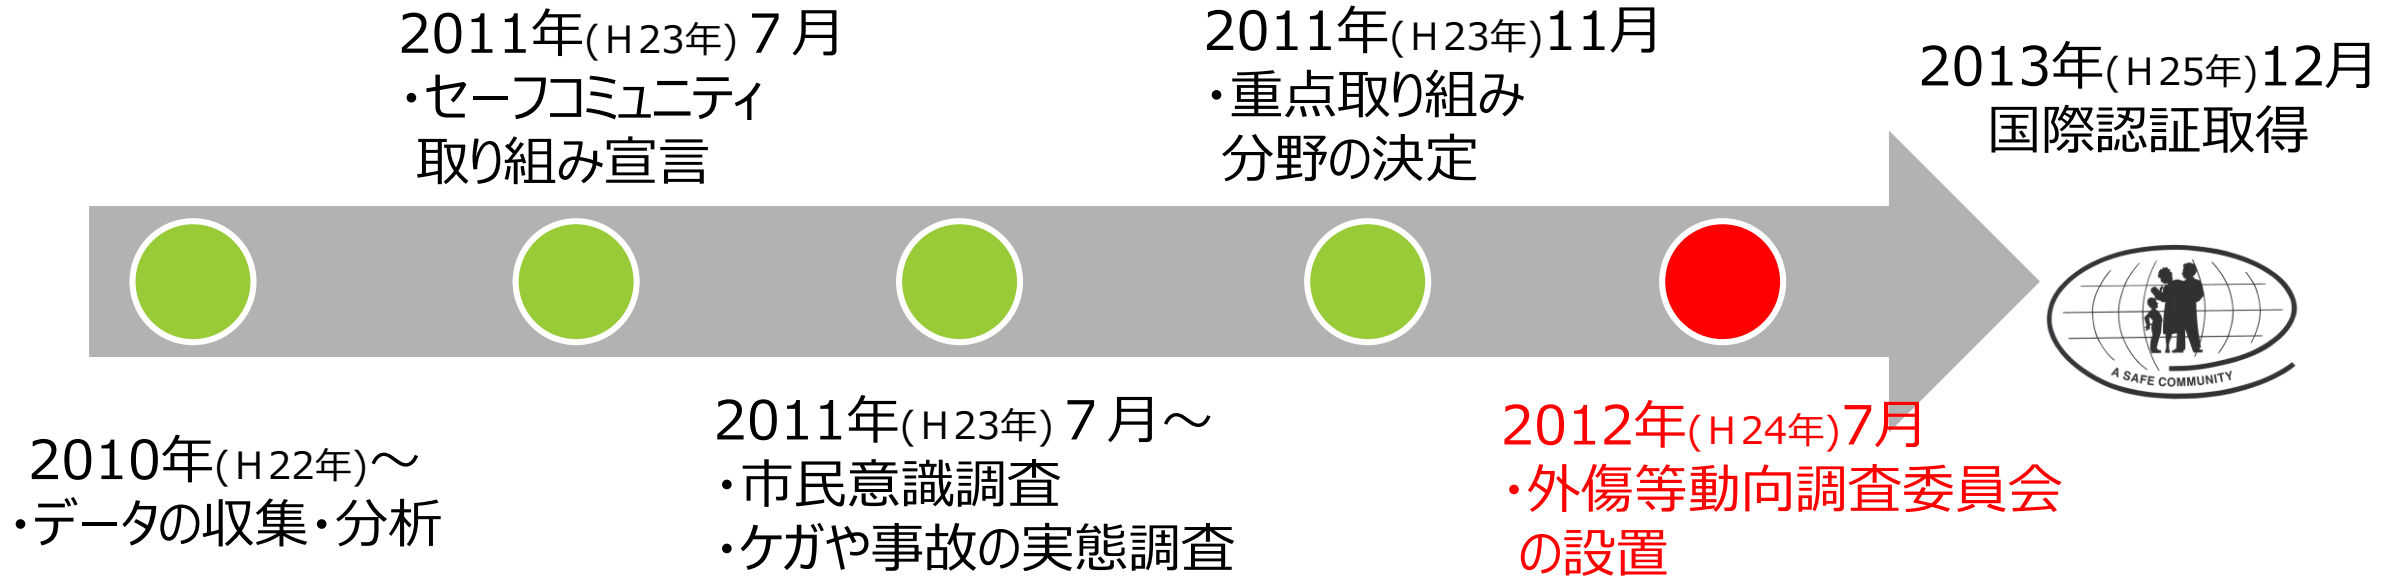 2011年(Ｈ23年)７月
・セーフコミュニティ
取り組み宣言
2011年(Ｈ23年)11月
・重点取り組み
分野の決定
2013年(Ｈ25年)12月
国際認証取得
A SAFE COMMUNITY
2010年(Ｈ22年)～
・データの収集・分析
2011年(Ｈ23年)７月～
・市民意識調査
・ケガや事故の実態調査
2012年(Ｈ24年)7月
・外傷等動向調査委員会
の設置